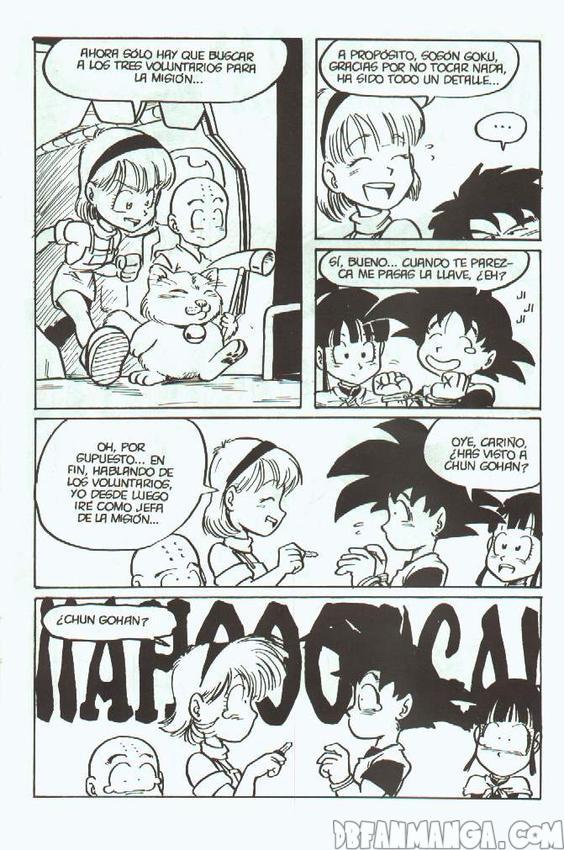 AHORA SÓLO HAY QUE BUSCAR
A LOS TRES VOLUNTARIOS PARA
LA MISIÓN...
A PROPÓSITO, SOSÓN GOKU,
GRACIAS POR NO TOCAR NADA,
HA SIDO TODO UN DETALLE...
...
SÍ, BUENO... CUANDO TE PAREZ-
CA ME PASAS LA LLAVE, ¿EH?
JI
JI
JI
OH, POR
SUPUESTO... EN
FIN, HABLANDO DE
LOS VOLUNTARIOS,
YO DESDE LUEGO
IRÉ COMO JEFA
DE LA MISIÓN...
OYE, CARIÑO,
¿HAS VISTO A
CHUN GOHAN?
¿CHUN GOHAN?
DBFANMANGA.COM